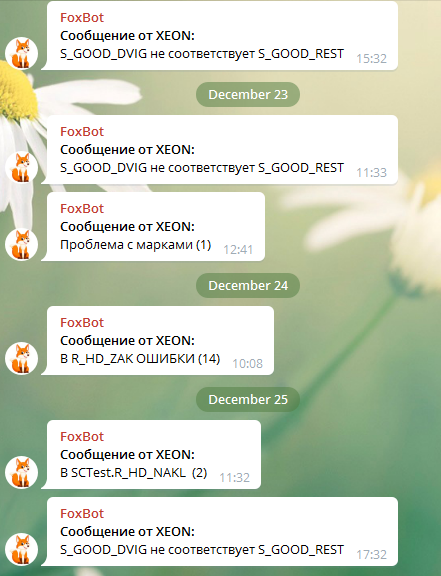 FoxBot
Сообщение от XEON:
S_GOOD_DVIG не соответствует S_GOOD_REST 15:32
December 23
FoxBot
Сообщение от XEON:
S_GOOD_DVIG не соответствует S_GOOD_REST 11:33
FoxBot
Сообщение от XEON:
Проблема с марками (1) 12:41
December 24
FoxBot
Сообщение от XEON:
В R_HD_ZAK ОШИБКИ (14) 10:08
December 25
FoxBot
Сообщение от XEON:
В SCTest.R_HD_NAKL (2) 11:32
FoxBot
Сообщение от XEON:
S_GOOD_DVIG не соответствует S_GOOD_REST 17:32